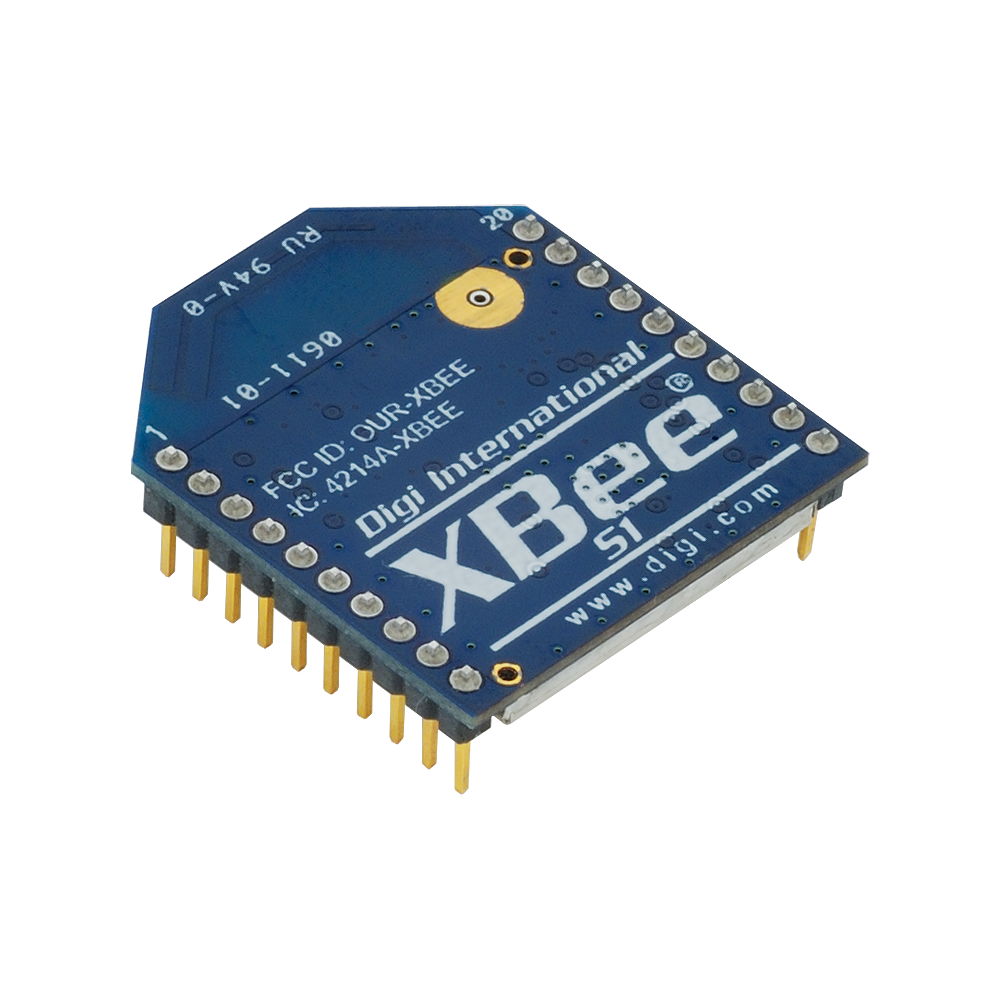 20
RU 94V-0
0611-01
1
FCC ID: OUR-XBEE
IC: 4214A-XBEE
Digi International
XBee®
S1
www.digi.com